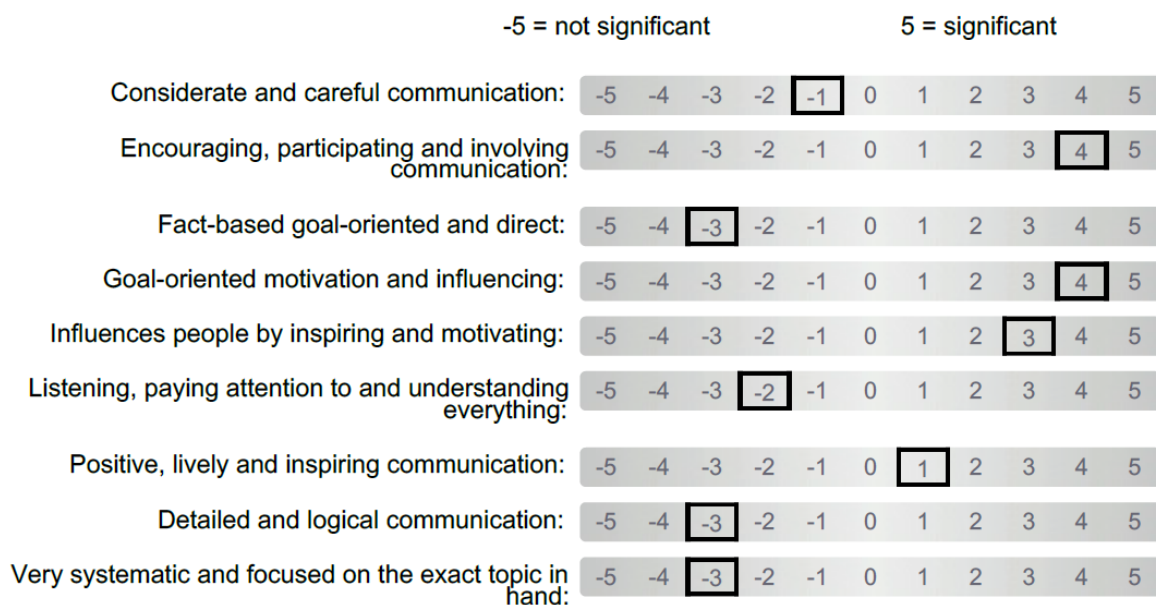 -5 = not significant 5 = significant
Considerate and careful communication: -5 -4 -3 -2 -1 0 1 2 3 4 5
Encouraging, participating and involving
communication: -5 -4 -3 -2 -1 0 1 2 3 4 5
Fact-based goal-oriented and direct: -5 -4 -3 -2 -1 0 1 2 3 4 5
Goal-oriented motivation and influencing: -5 -4 -3 -2 -1 0 1 2 3 4 5
Influences people by inspiring and motivating: -5 -4 -3 -2 -1 0 1 2 3 4 5
Listening, paying attention to and understanding
everything: -5 -4 -3 -2 -1 0 1 2 3 4 5
Positive, lively and inspiring communication: -5 -4 -3 -2 -1 0 1 2 3 4 5
Detailed and logical communication: -5 -4 -3 -2 -1 0 1 2 3 4 5
Very systematic and focused on the exact topic in
hand: -5 -4 -3 -2 -1 0 1 2 3 4 5